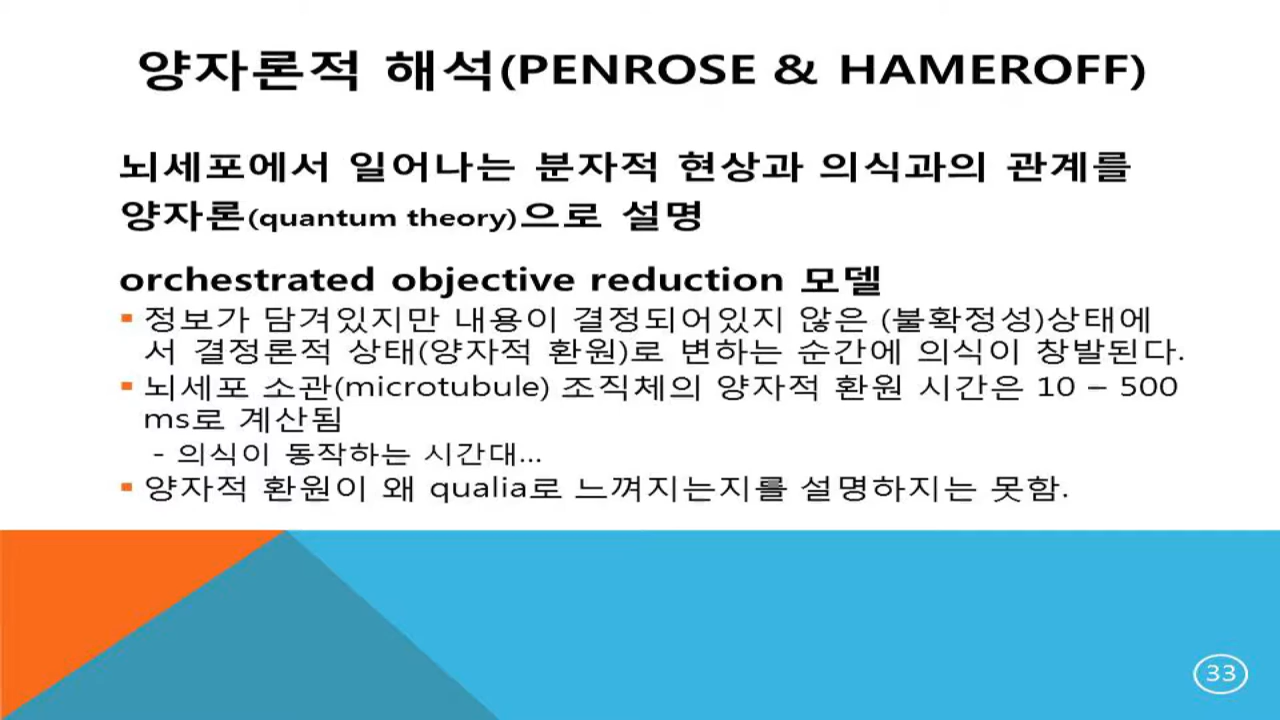 양자론적 해석(PENROSE & HAMEROFF)
뇌세포에서 일어나는 분자적 현상과 의식과의 관계를
양자론(quantum theory)으로 설명
orchestrated objective reduction 모델
▪ 정보가 담겨있지만 내용이 결정되어있지 않은 (불확정성)상태에
서 결정론적 상태(양자적 환원)로 변하는 순간에 의식이 창발된다.
▪ 뇌세포 소관(microtubule) 조직체의 양자적 환원 시간은 10 – 500
ms로 계산됨
- 의식이 동작하는 시간대...
▪ 양자적 환원이 왜 qualia로 느껴지는지를 설명하지는 못함.
33